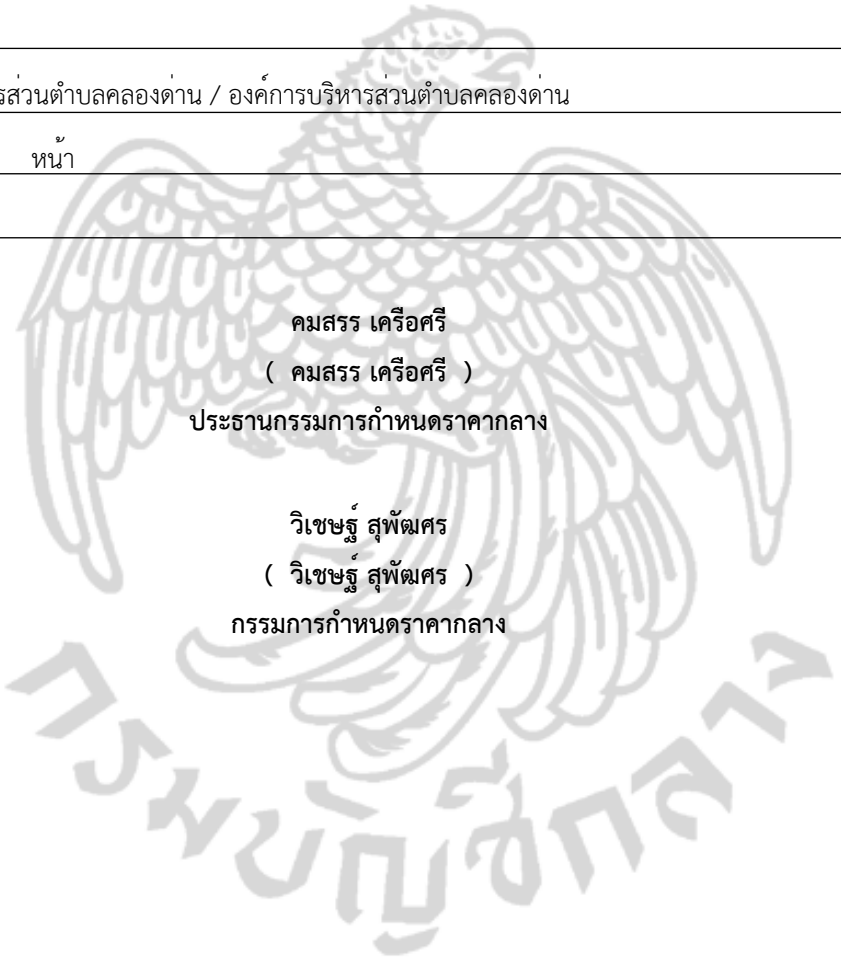 รส่วนตำบลคลองด่าน / องค์การบริหารส่วนตำบลคลองด่าน
หน้า
คมสรร เครือศรี
( คมสรร เครือศรี )
ประธานกรรมการกำหนดราคากลาง
วิเชษฐ์ สุพัฒศร
( วิเชษฐ์ สุพัฒศร )
กรรมการกำหนดราคากลาง
กรมบัญชีกลาง